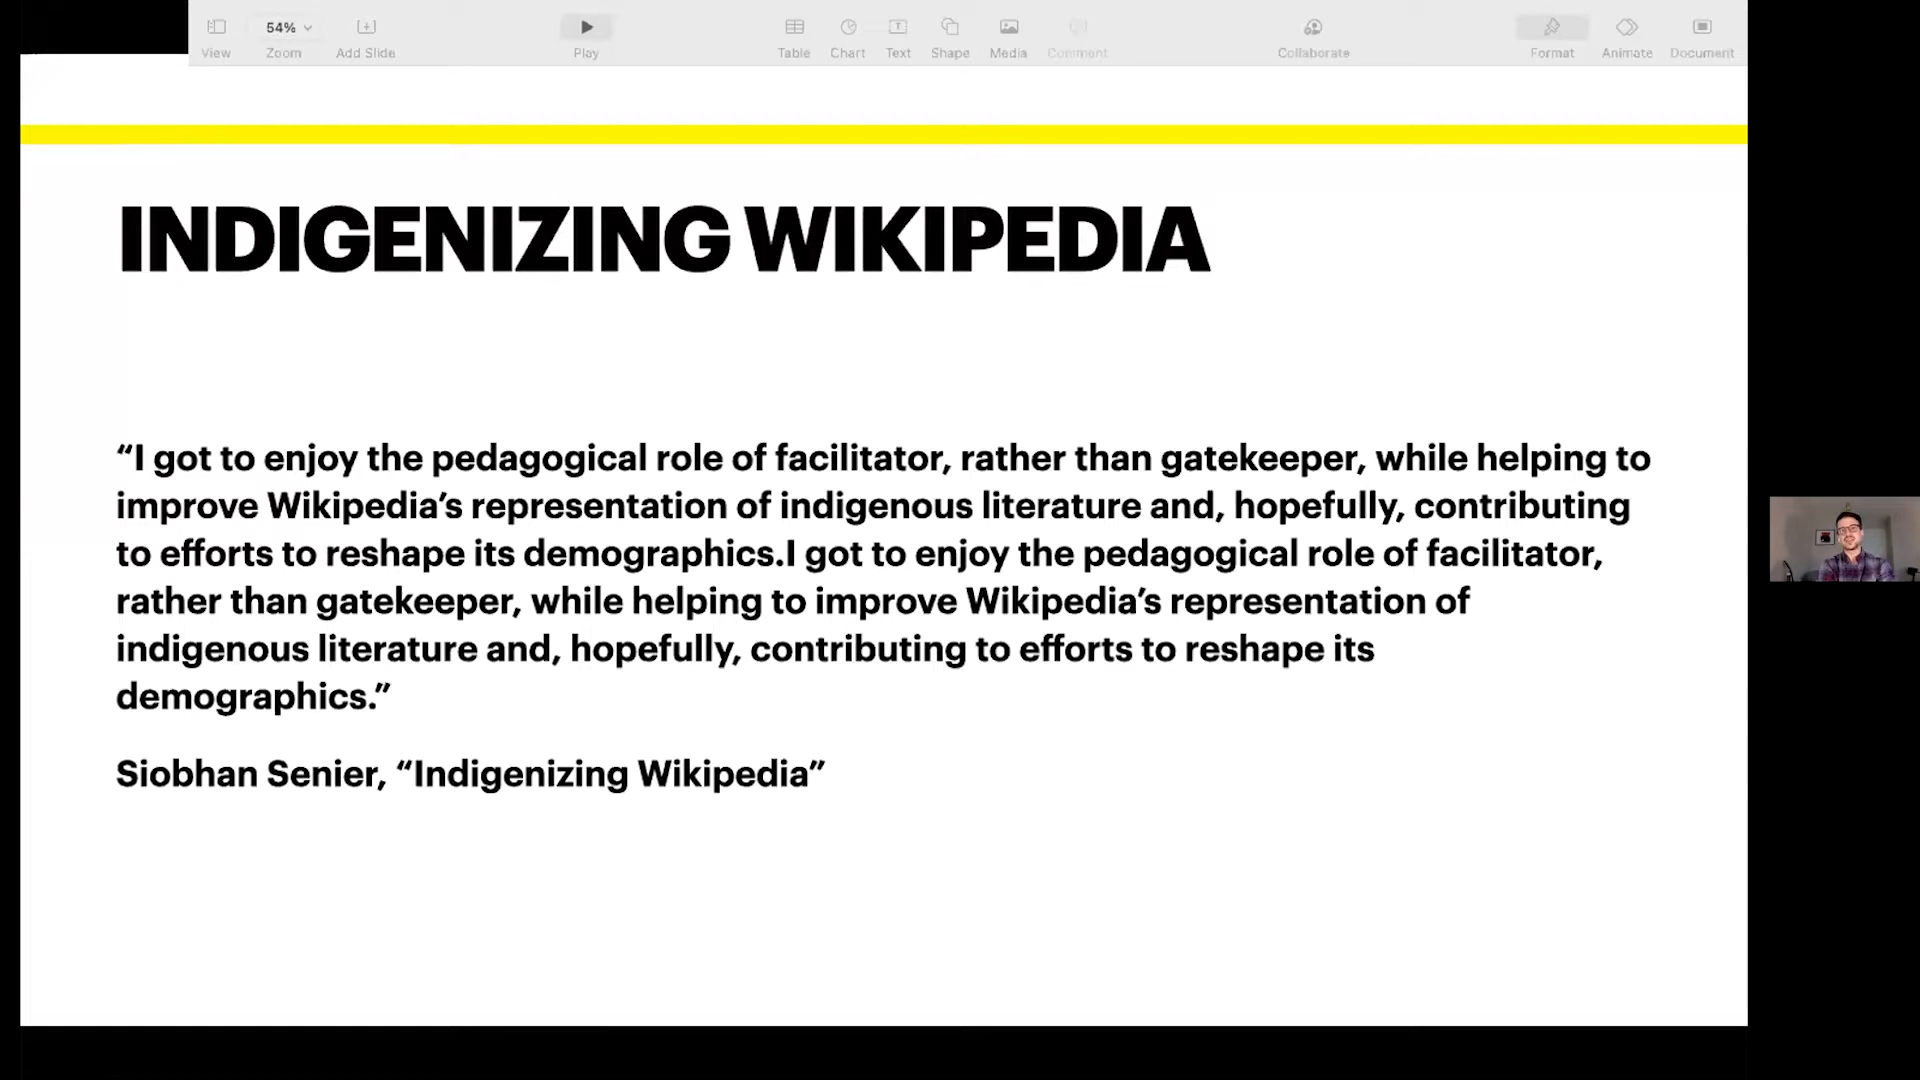 54%
View
Zoom
Add Slide
Play
Table
Chart
Text
Shape
Media
Comment
Collaborate
Format
Animate
Document
INDIGENIZING WIKIPEDIA
“I got to enjoy the pedagogical role of facilitator, rather than gatekeeper, while helping to
improve Wikipedia’s representation of indigenous literature and, hopefully, contributing
to efforts to reshape its demographics.I got to enjoy the pedagogical role of facilitator,
rather than gatekeeper, while helping to improve Wikipedia’s representation of
indigenous literature and, hopefully, contributing to efforts to reshape its
demographics.”
Siobhan Senier, “Indigenizing Wikipedia”